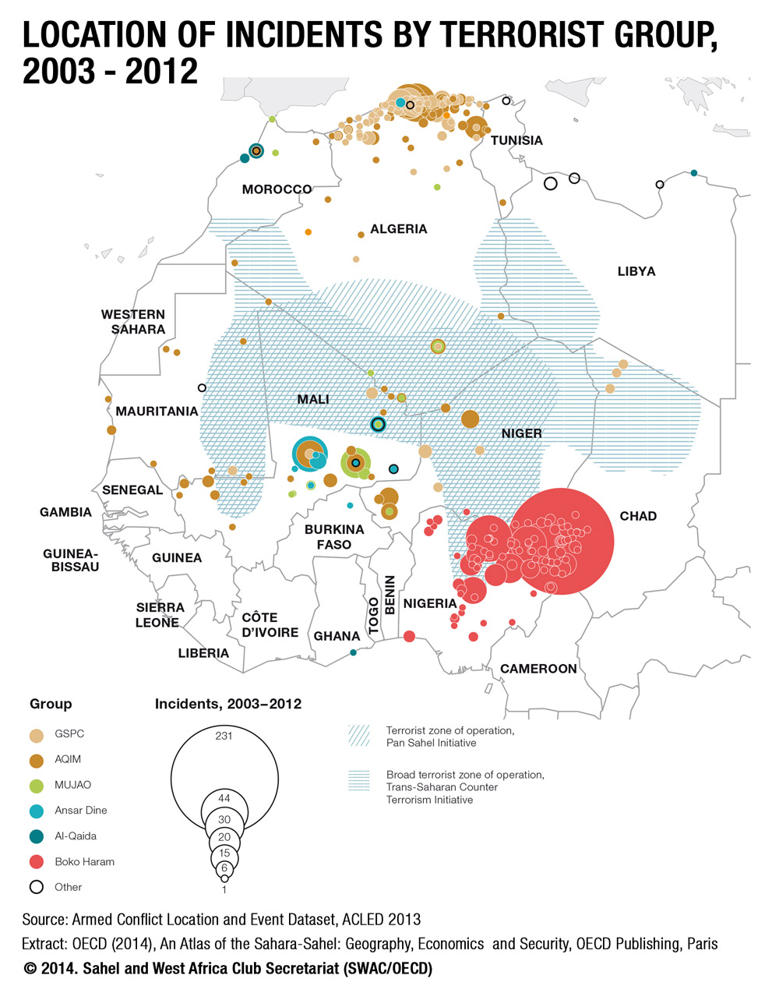 LOCATION OF INCIDENTS BY TERRORIST GROUP,
2003 - 2012
TUNISIA
MOROCCO
ALGERIA
LIBYA
WESTERN
SAHARA
MALI
MAURITANIA
NIGER
SENEGAL
GAMBIA
CHAD
BURKINA
FASO
GUINEA-
BISSAU
GUINEA
BENIN
TOGO
NIGERIA
SIERRA
LEONE
CÔTE
D'IVOIRE
GHANA
LIBERIA
CAMEROON
Group
GSPC
AQIM
MUJAO
Ansar Dine
Al-Qaida
Boko Haram
Other
Incidents, 2003–2012
231
44
30
20
15
6
1
Terrorist zone of operation,
Pan Sahel Initiative
Broad terrorist zone of operation,
Trans-Saharan Counter
Terrorism Initiative
Source: Armed Conflict Location and Event Dataset, ACLED 2013
Extract: OECD (2014), An Atlas of the Sahara-Sahel: Geography, Economics and Security, OECD Publishing, Paris
© 2014. Sahel and West Africa Club Secretariat (SWAC/OECD)